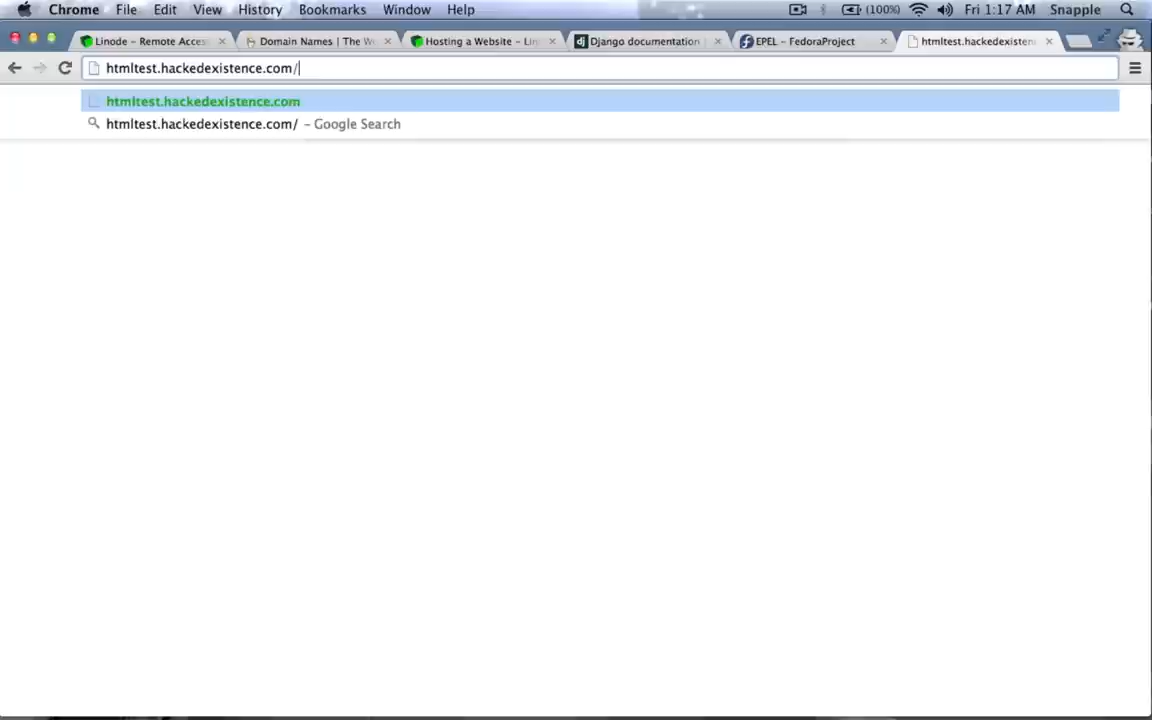 Chrome File Edit View History Bookmarks Window Help (100%) Fri 1:17 AM Snapple
Linode – Remote Acces Domain Names | The W Hosting a Website – Lin Django documentation EPEL – FedoraProject htmltest.hackedexisten
htmltest.hackedexistence.com/
htmltest.hackedexistence.com
htmltest.hackedexistence.com/ – Google Search